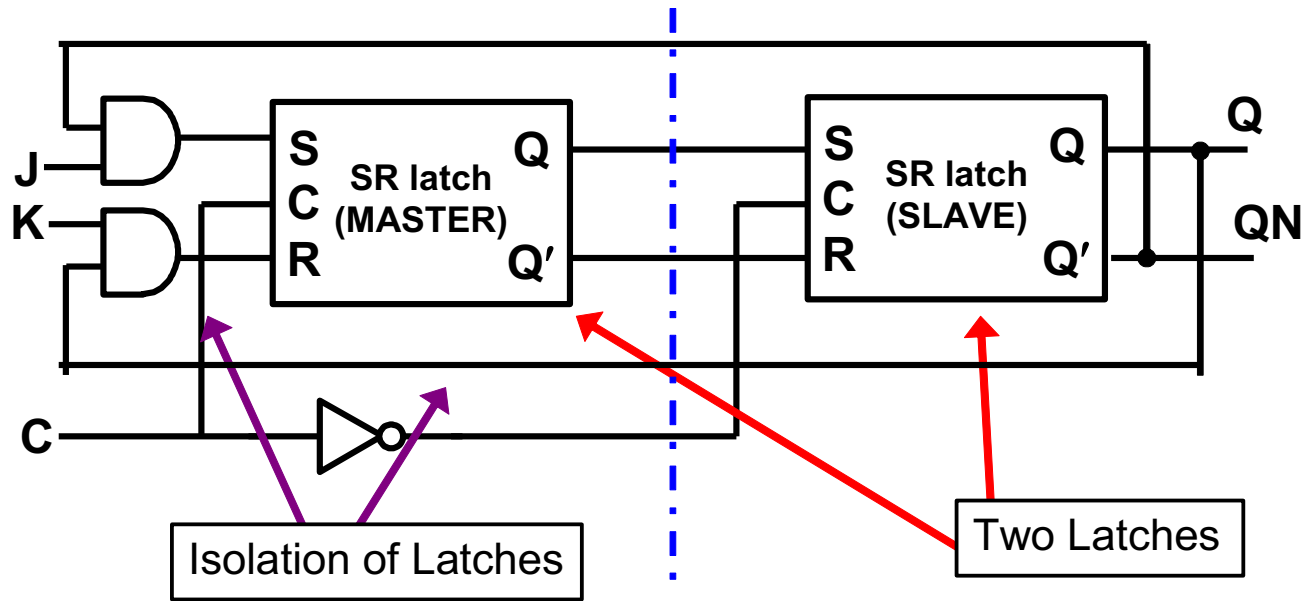 J
K
C
S
C
R
SR latch
(MASTER)
Q
Q′
S
C
R
SR latch
(SLAVE)
Q
Q′
Q
QN
Isolation of Latches
Two Latches